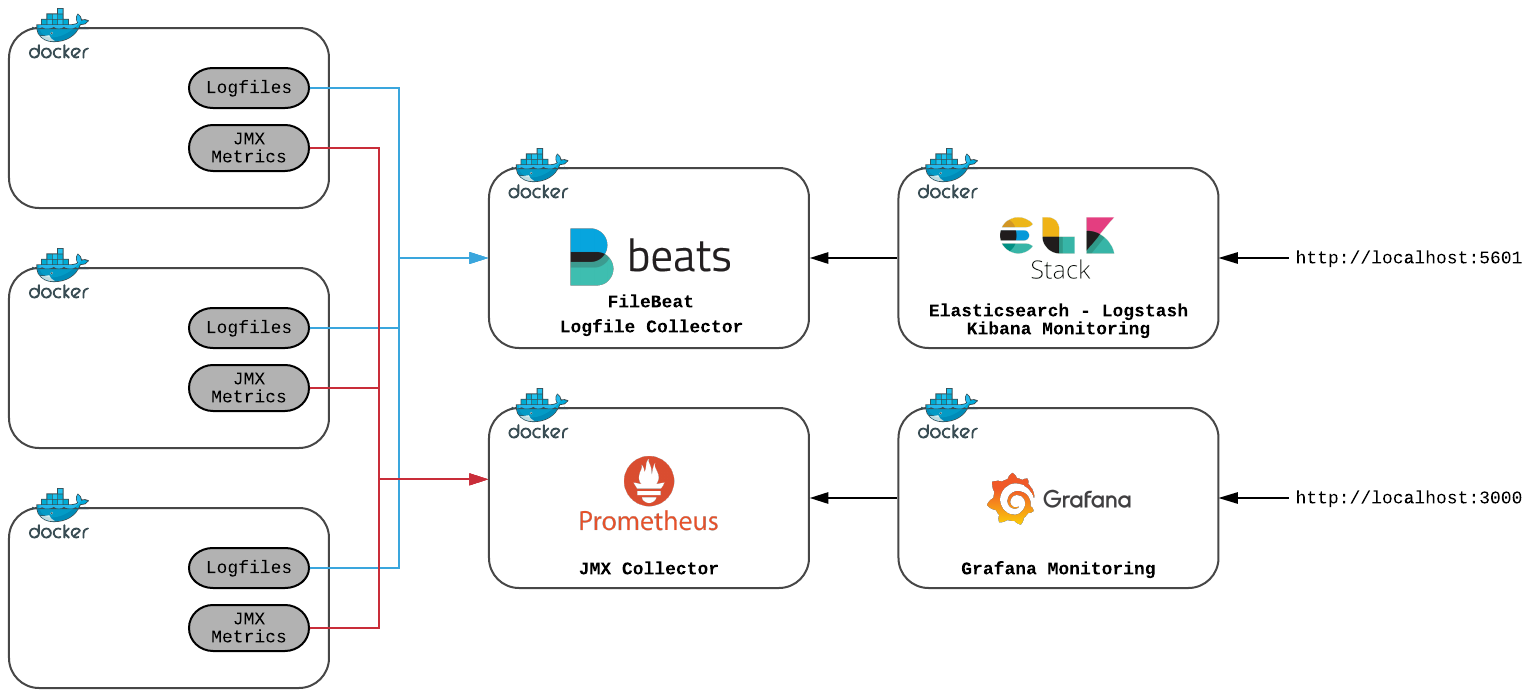 docker
Logfiles
JMX
Metrics
docker
Logfiles
JMX
Metrics
docker
Logfiles
JMX
Metrics
docker
beats
FileBeat
Logfile Collector
docker
Prometheus
JMX Collector
docker
ELK
Stack
Elasticsearch - Logstash
Kibana Monitoring
http://localhost:5601
docker
Grafana
Grafana Monitoring
http://localhost:3000